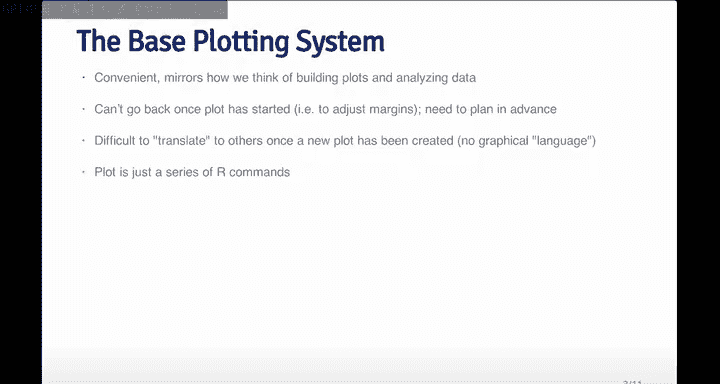 The Base Plotting System
· Convenient, mirrors how we think of building plots and analyzing data
· Can't go back once plot has started (i.e. to adjust margins); need to plan in advance
· Difficult to "translate" to others once a new plot has been created (no graphical "language")
· Plot is just a series of R commands
3/11